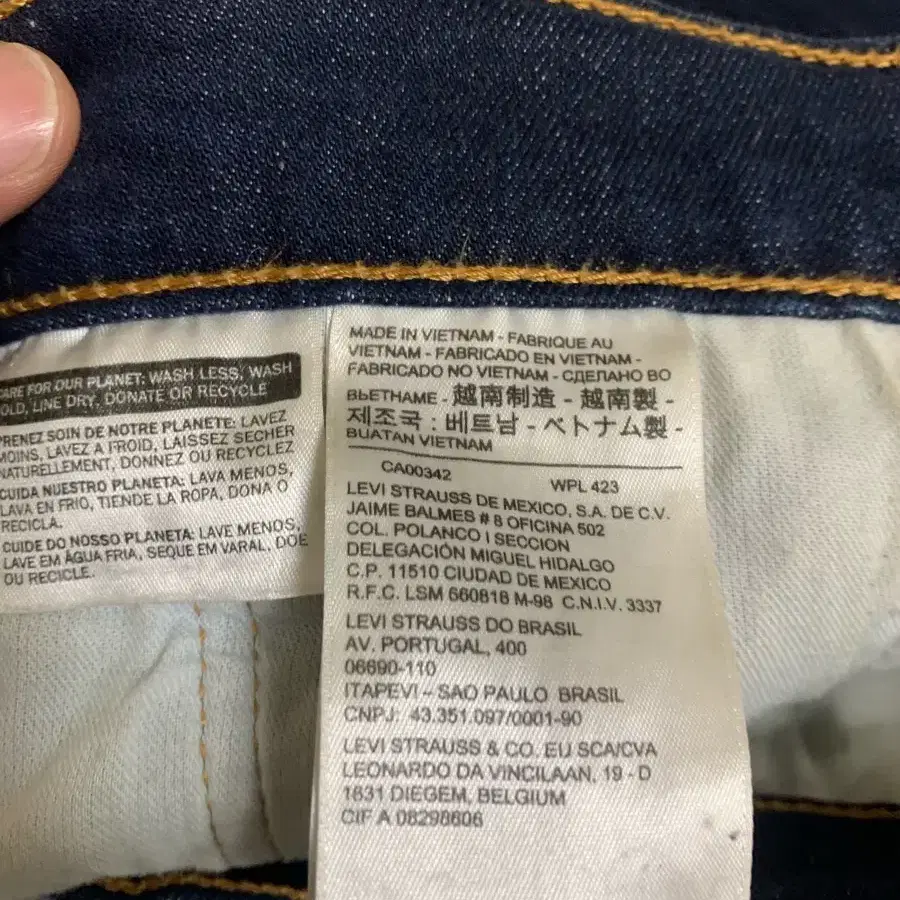 CARE FOR OUR PLANET: WASH LESS, WASH
COLD, LINE DRY, DONATE OR RECYCLE
PRENEZ SOIN DE NOTRE PLANETE: LAVEZ
MOINS, LAVEZ A FROID, LAISSEZ SECHER
NATURELLEMENT, DONNEZ OU RECYCLEZ
CUIDA NUESTRO PLANETA: LAVA MENOS,
LAVA EN FRIO, TIENDE LA ROPA, DONA O
RECICLA.
CUIDE DO NOSSO PLANETA: LAVE MENOS,
LAVE EM ÁGUA FRIA, SEQUE EM VARAL, DOE
OU RECICLE.
MADE IN VIETNAM - FABRIQUE AU
VIETNAM - FABRICADO EN VIETNAM -
FABRICADO NO VIETNAM - СДЕЛАНО ВО
ВЬЕТНАМЕ - 越南制造 - 越南製 -
제조국 : 베트남 - ベトナム製 -
BUATAN VIETNAM
CA00342 WPL 423
LEVI STRAUSS DE MEXICO, S.A. DE C.V.
JAIME BALMES # 8 OFICINA 502
COL. POLANCO I SECCION
DELEGACIÓN MIGUEL HIDALGO
C.P. 11510 CIUDAD DE MEXICO
R.F.C. LSM 660818 M-98 C.N.I.V. 3337
LEVI STRAUSS DO BRASIL
AV. PORTUGAL, 400
06690-110
ITAPEVI – SAO PAULO BRASIL
CNPJ: 43.351.097/0001-90
LEVI STRAUSS & CO. EU SCA/CVA
LEONARDO DA VINCILAAN, 19 - D
1831 DIEGEM, BELGIUM
CIF A 08298606